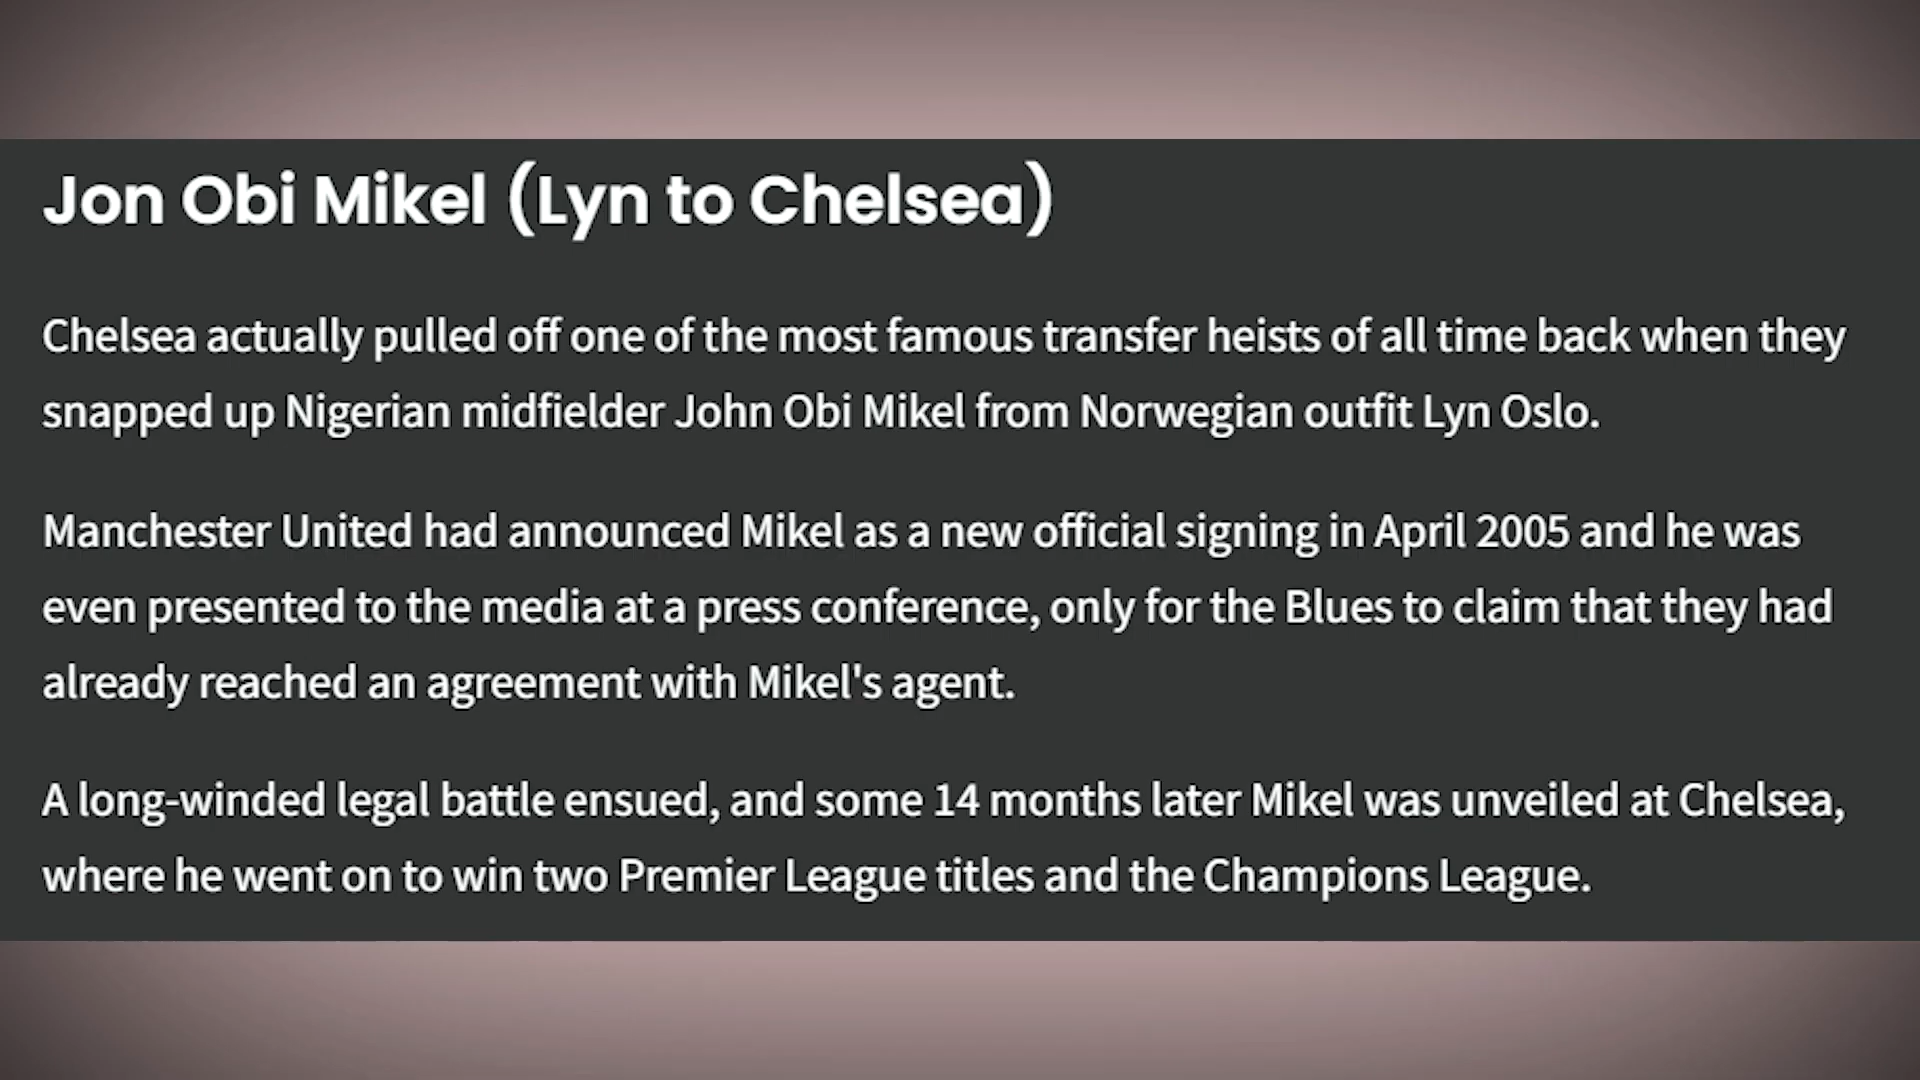 Jon Obi Mikel (Lyn to Chelsea)
Chelsea actually pulled off one of the most famous transfer heists of all time back when they
snapped up Nigerian midfielder John Obi Mikel from Norwegian outfit Lyn Oslo.
Manchester United had announced Mikel as a new official signing in April 2005 and he was
even presented to the media at a press conference, only for the Blues to claim that they had
already reached an agreement with Mikel's agent.
A long-winded legal battle ensued, and some 14 months later Mikel was unveiled at Chelsea,
where he went on to win two Premier League titles and the Champions League.